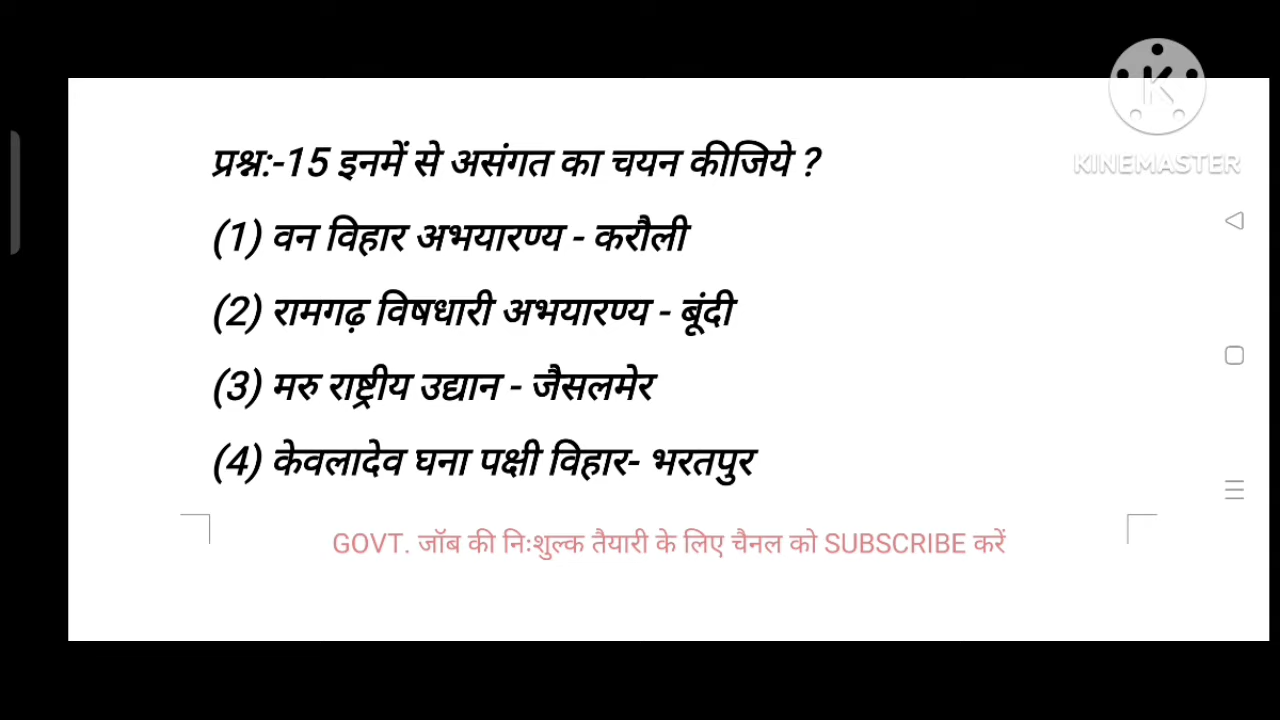 प्रश्न:-15 इनमें से असंगत का चयन कीजिये ?
(1) वन विहार अभयारण्य - करौली
(2) रामगढ़ विषधारी अभयारण्य - बूंदी
(3) मरु राष्ट्रीय उद्यान - जैसलमेर
(4) केवलादेव घना पक्षी विहार- भरतपुर
GOVT. जॉब की निःशुल्क तैयारी के लिए चैनल को SUBSCRIBE करें
K
KINEMASTER